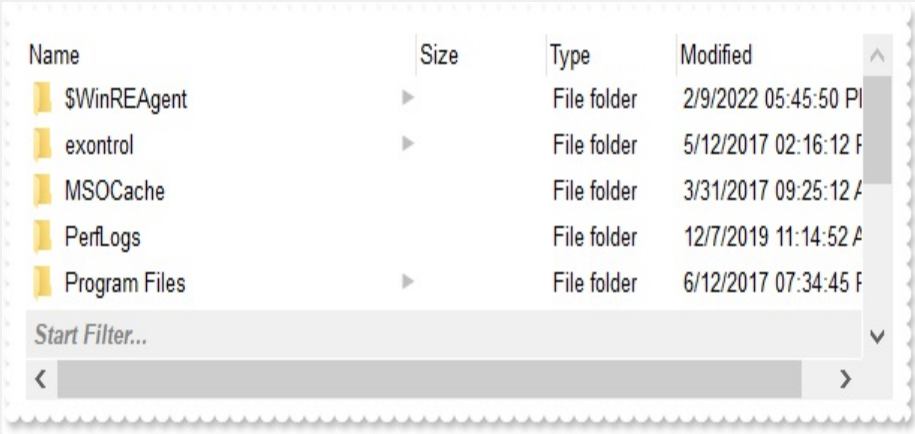 Name Size Type Modified
$WinREAgent File folder 2/9/2022 05:45:50
exontrol File folder 5/12/2017 02:16:12
MSOCache File folder 3/31/2017 09:25:12 A
PerfLogs File folder 12/7/2019 11:14:52 A
Program Files File folder 6/12/2017 07:34:45
Start Filter...